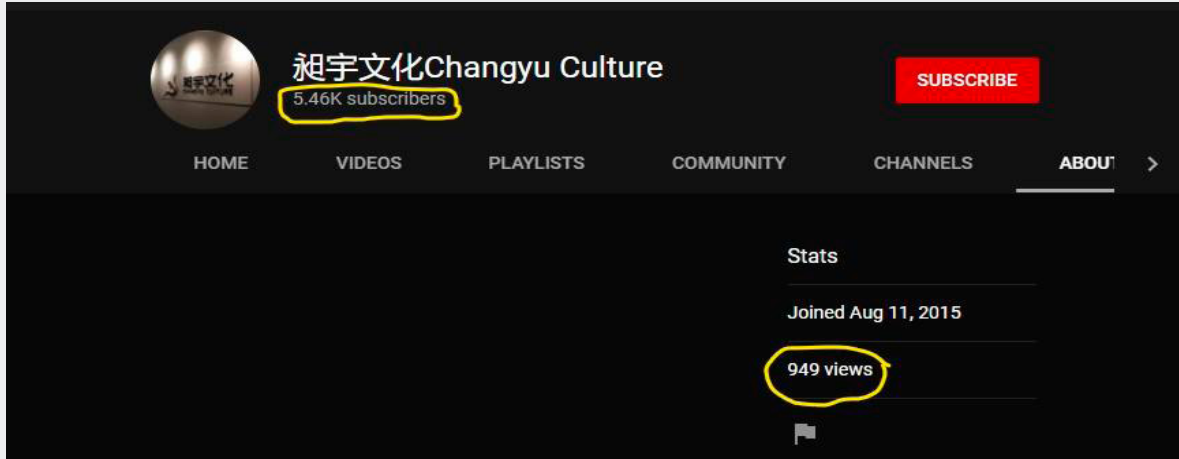 昶宇文化Changyu Culture
5.46K subscribers
SUBSCRIBE
HOME VIDEOS PLAYLISTS COMMUNITY CHANNELS ABOUT
Stats
Joined Aug 11, 2015
949 views